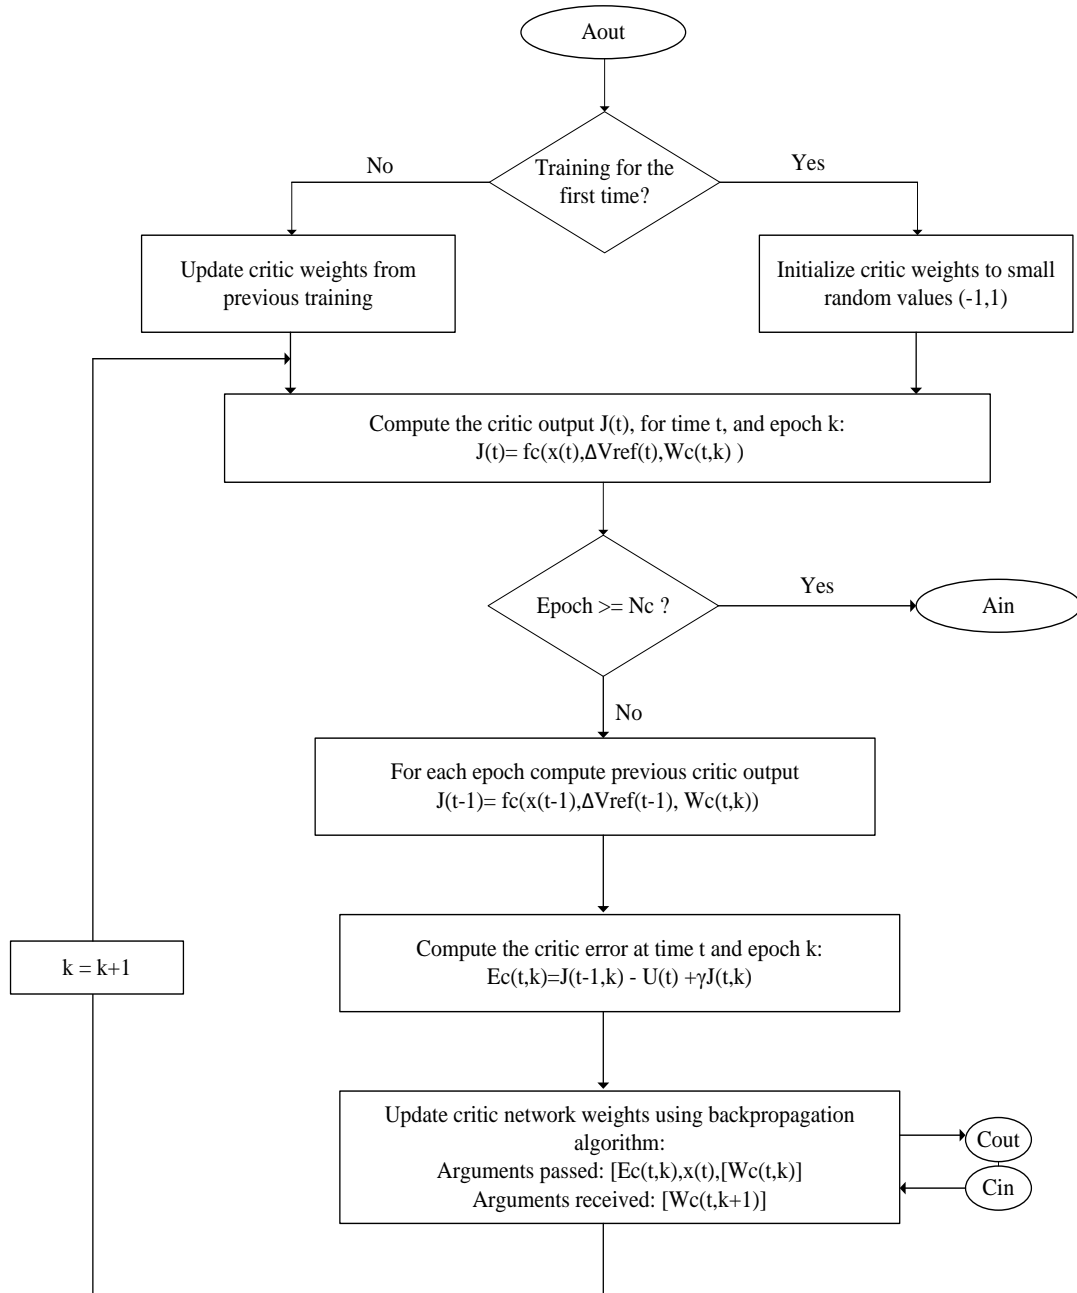 Aout
Training for the
first time?
No
Yes
Update critic weights from
previous training
Initialize critic weights to small
random values (-1,1)
Compute the critic output J(t), for time t, and epoch k:
J(t)= fc(x(t),ΔVref(t),Wc(t,k) )
Epoch >= Nc ?
Yes
Ain
No
For each epoch compute previous critic output
J(t-1)= fc(x(t-1),ΔVref(t-1), Wc(t,k))
Compute the critic error at time t and epoch k:
Ec(t,k)=J(t-1,k) - U(t) +γJ(t,k)
k = k+1
Update critic network weights using backpropagation
algorithm:
Arguments passed: [Ec(t,k),x(t),[Wc(t,k)]
Arguments received: [Wc(t,k+1)]
Cout
Cin